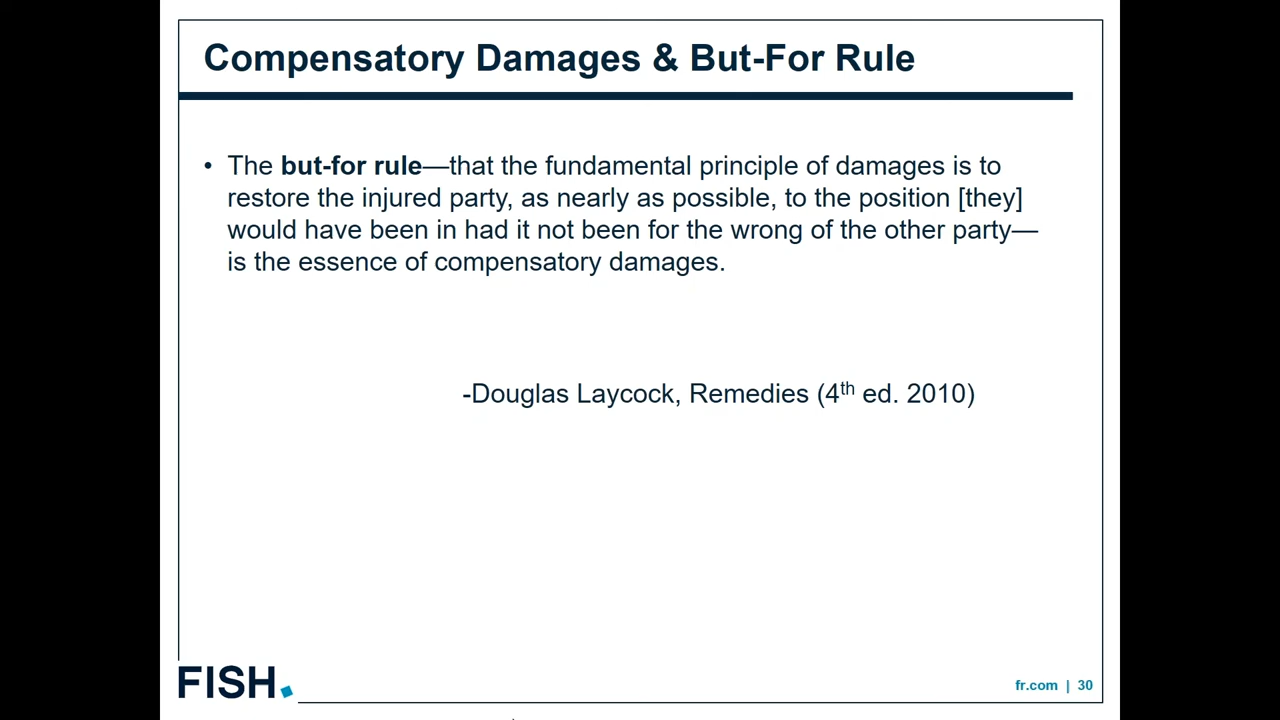 Compensatory Damages & But-For Rule
• The but-for rule—that the fundamental principle of damages is to
restore the injured party, as nearly as possible, to the position [they]
would have been in had it not been for the wrong of the other party—
is the essence of compensatory damages.
-Douglas Laycock, Remedies (4th ed. 2010)
FISH.
fr.com | 30